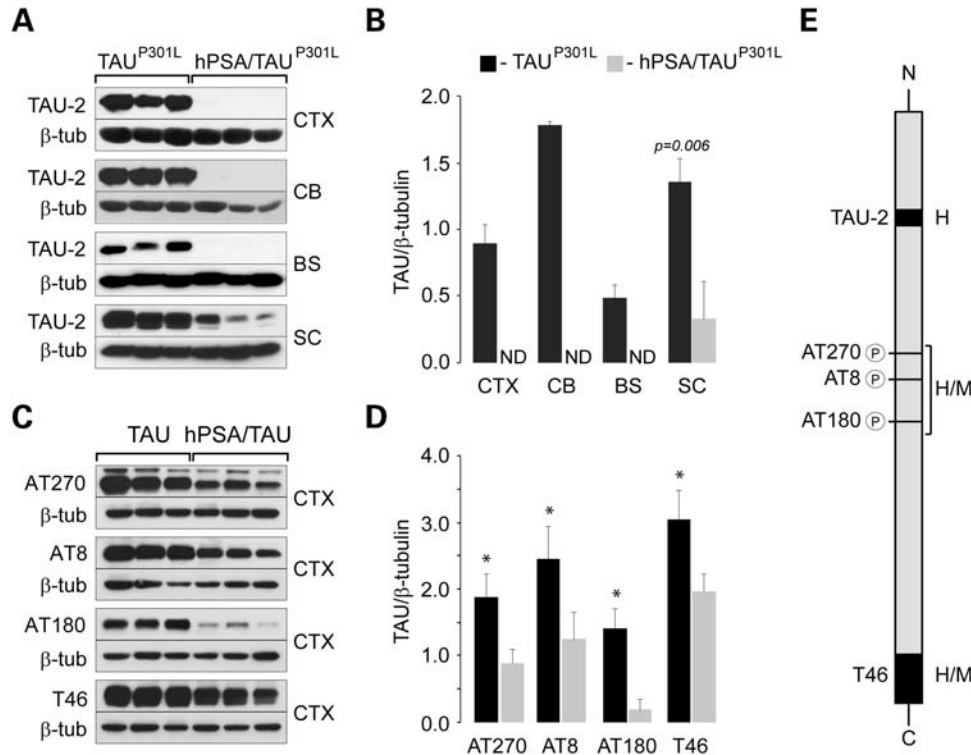 A
TAU^P301L hPSA/TAU^P301L
TAU-2
β-tub
CTX
TAU-2
β-tub
CB
TAU-2
β-tub
BS
TAU-2
β-tub
SC
B
- TAU^P301L - hPSA/TAU^P301L
TAU/β-tubulin
2.0
1.5
1.0
0.5
0.0
p=0.006
ND ND ND
CTX CB BS SC
C
TAU hPSA/TAU
AT270
β-tub
CTX
AT8
β-tub
CTX
AT180
β-tub
CTX
T46
β-tub
CTX
D
TAU/β-tubulin
4.0
3.0
2.0
1.0
0.0
* * * *
AT270 AT8 AT180 T46
E
N
TAU-2 H
AT270 P
AT8 P
AT180 P
H/M
T46 H/M
C